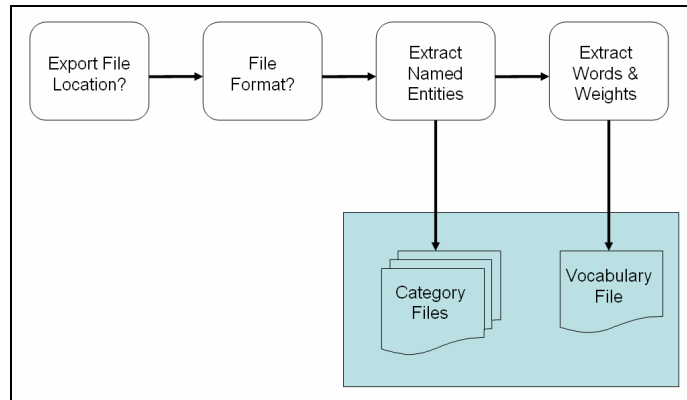 Export File
Location?
File
Format?
Extract
Named
Entities
Extract
Words &
Weights
Category
Files
Vocabulary
File